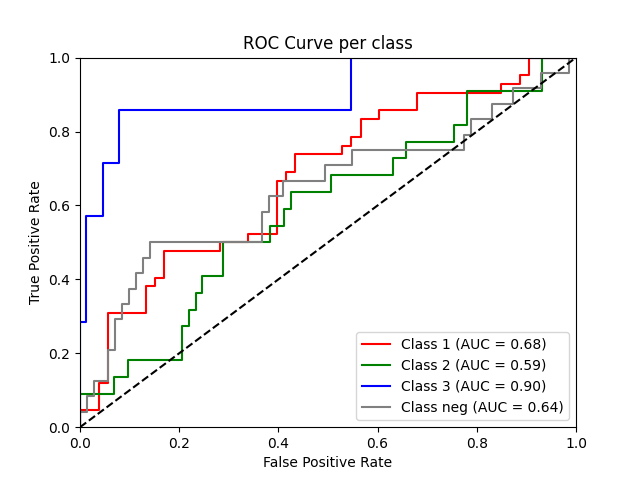 ROC Curve per class
True Positive Rate
1.0
0.8
0.6
0.4
0.2
0.0
0.0 0.2 0.4 0.6 0.8 1.0
False Positive Rate
Class 1 (AUC = 0.68)
Class 2 (AUC = 0.59)
Class 3 (AUC = 0.90)
Class neg (AUC = 0.64)